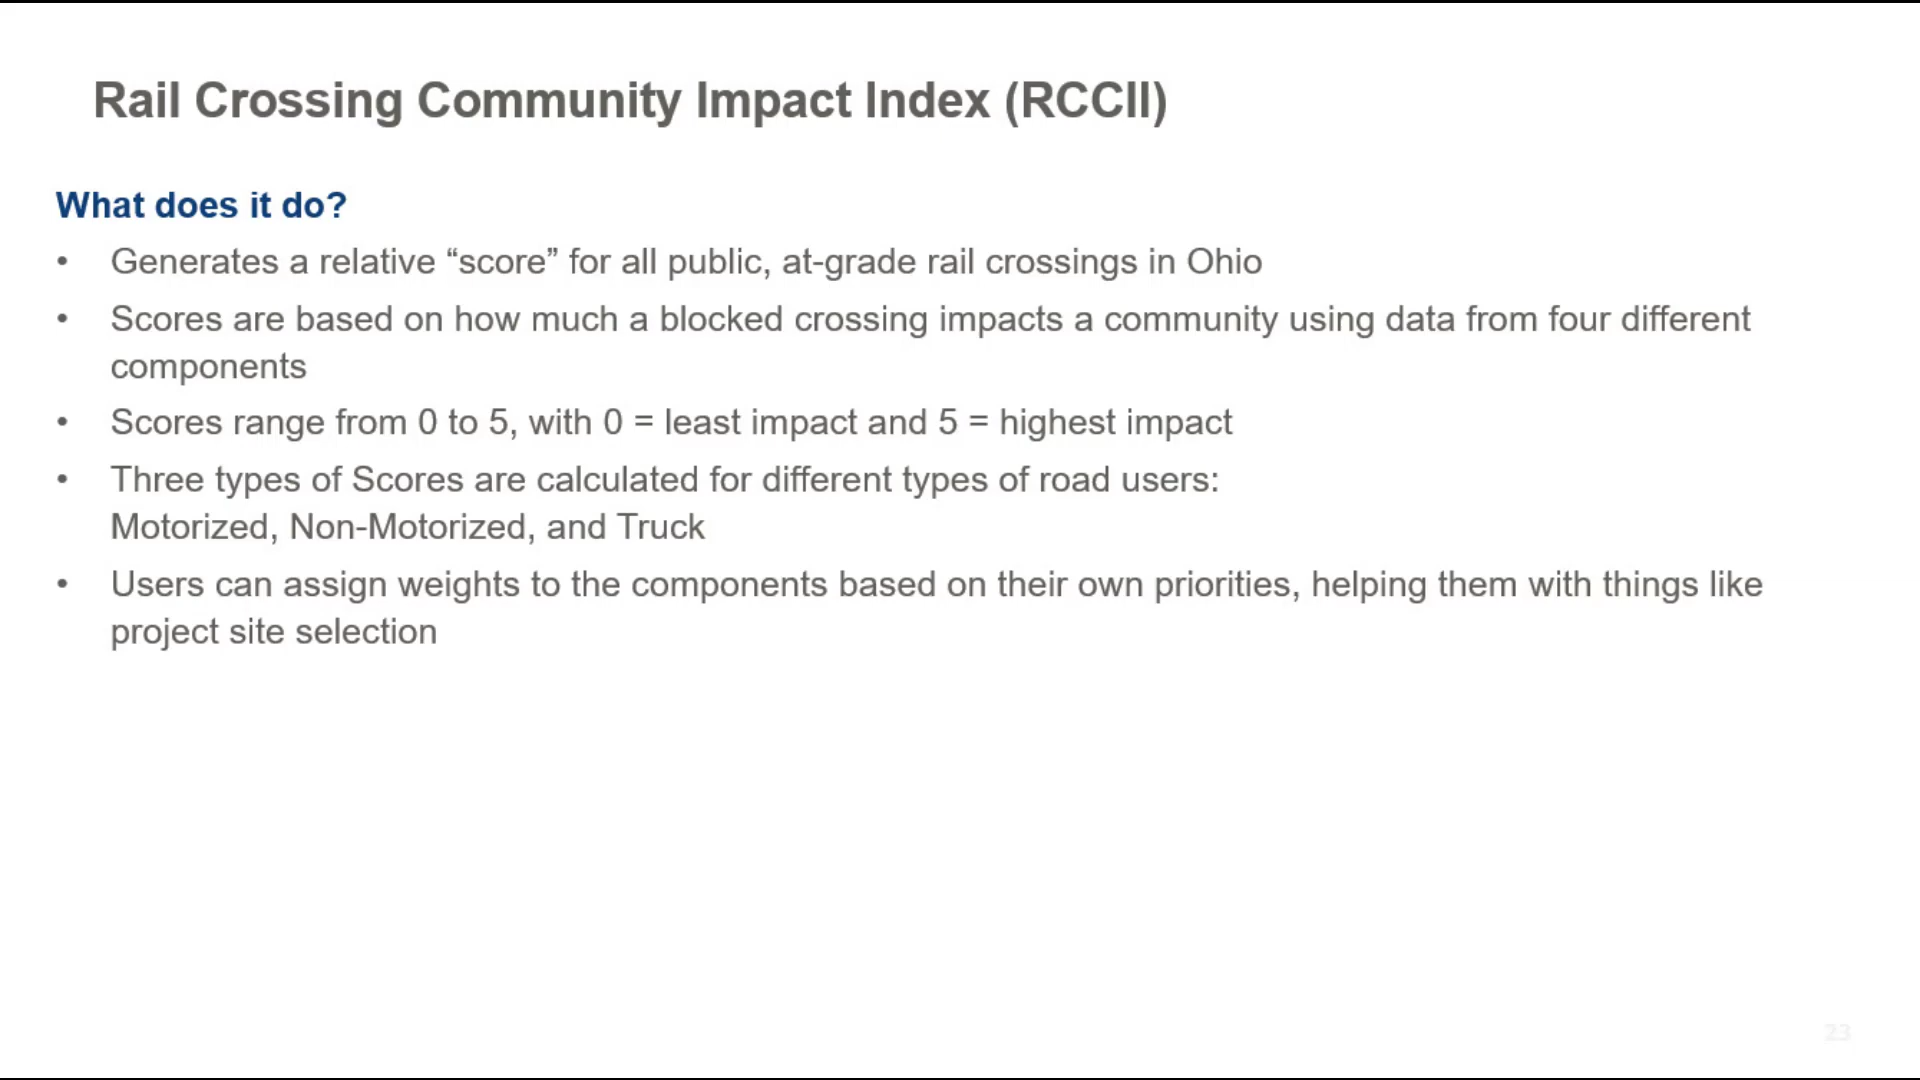 Rail Crossing Community Impact Index (RCCII)
What does it do?
• Generates a relative “score” for all public, at-grade rail crossings in Ohio
• Scores are based on how much a blocked crossing impacts a community using data from four different
components
• Scores range from 0 to 5, with 0 = least impact and 5 = highest impact
• Three types of Scores are calculated for different types of road users:
Motorized, Non-Motorized, and Truck
• Users can assign weights to the components based on their own priorities, helping them with things like
project site selection
23